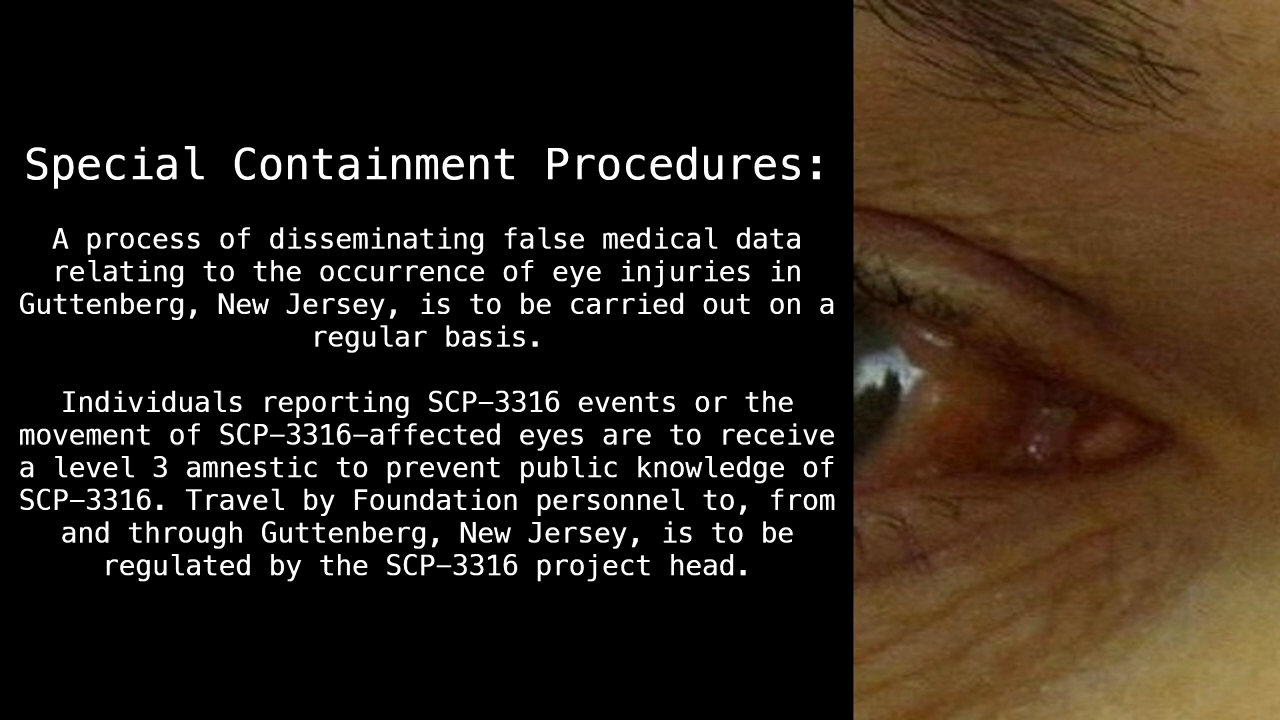 Special Containment Procedures:
A process of disseminating false medical data
relating to the occurrence of eye injuries in
Guttenberg, New Jersey, is to be carried out on a
regular basis.
Individuals reporting SCP–3316 events or the
movement of SCP–3316–affected eyes are to receive
a level 3 amnestic to prevent public knowledge of
SCP–3316. Travel by Foundation personnel to, from
and through Guttenberg, New Jersey, is to be
regulated by the SCP–3316 project head.